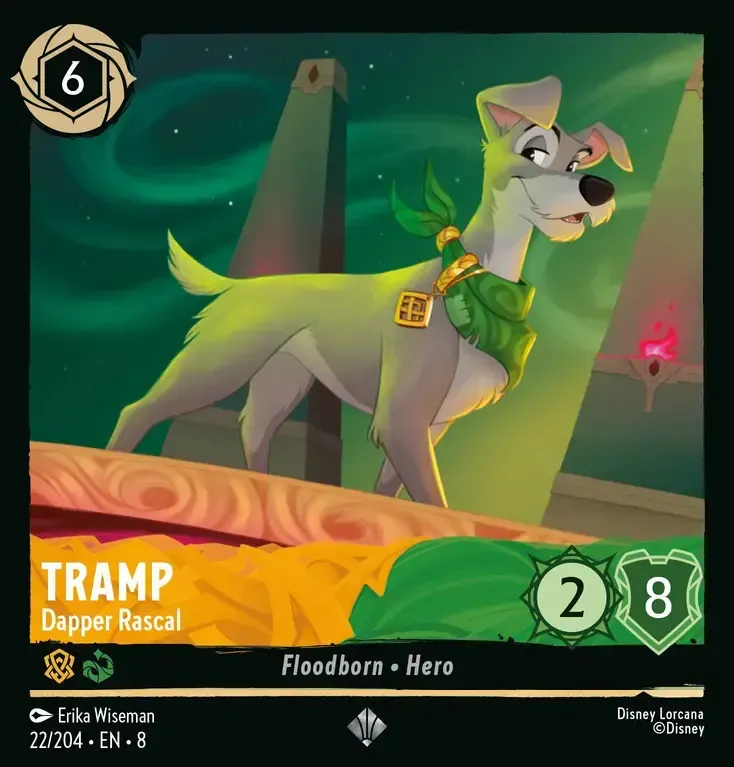 6
TRAMP
Dapper Rascal
2
8
Floodborn • Hero
Erika Wiseman
22/204 • EN • 8
Disney Lorcana
©Disney